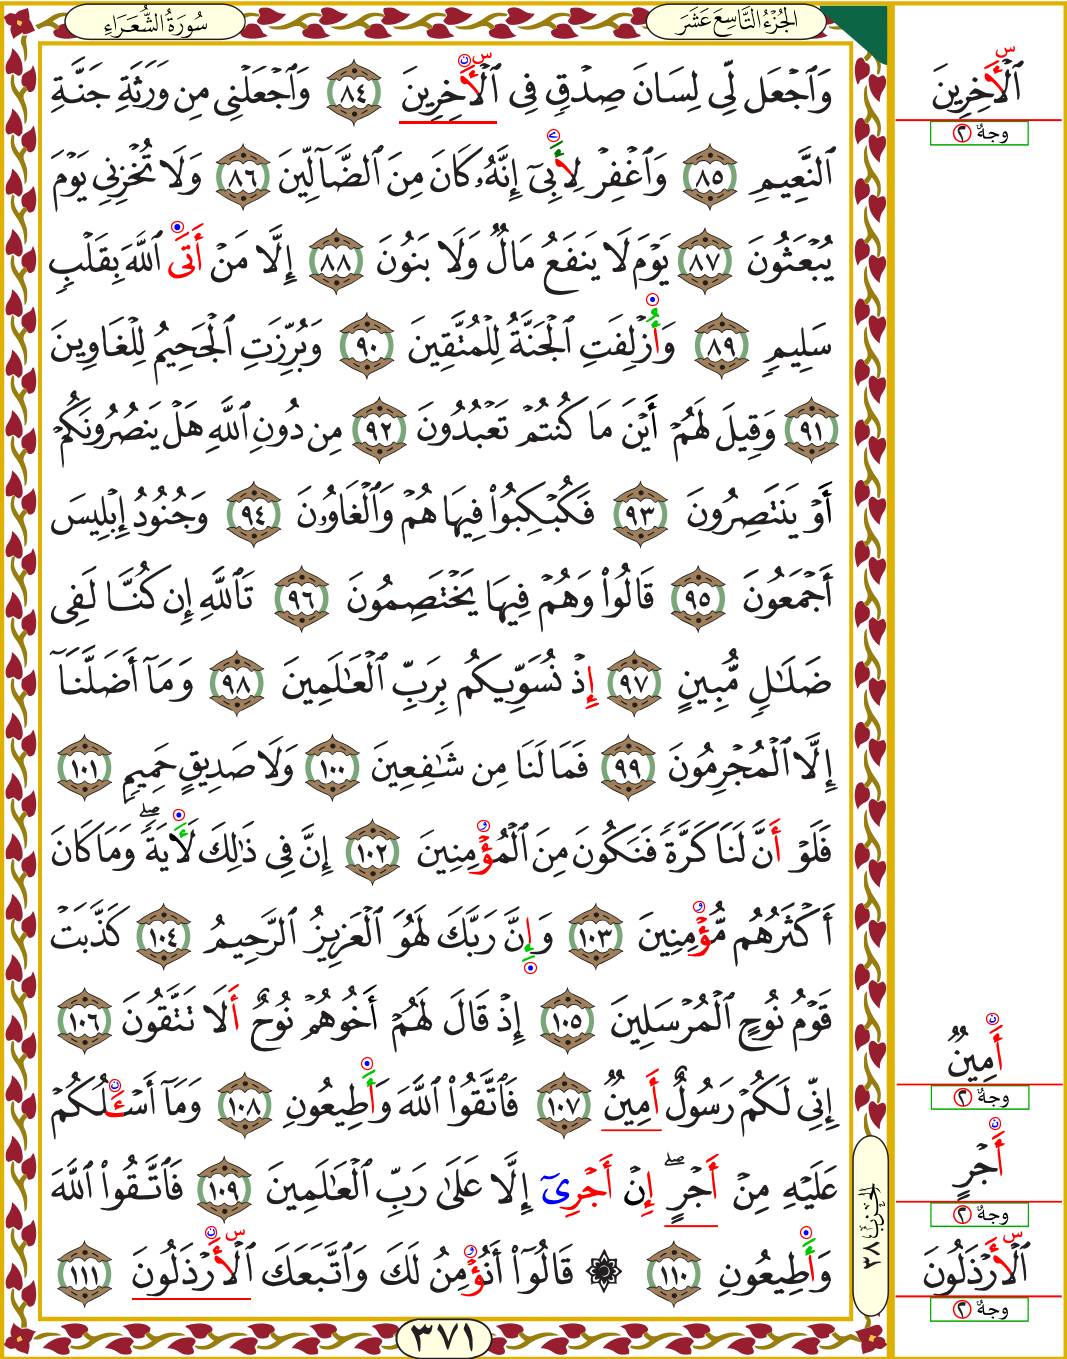 الجُزْءُ التَّاسِعَ عَشَرَ
سُورَةُ الشُّعَرَاءِ
وَٱجْعَل لِّى لِسَانَ صِدْقٍ فِى ٱلْأَخِرِينَ ٨٤ وَٱجْعَلْنِى مِن وَرَثَةِ جَنَّةِ
ٱلنَّعِيمِ ٨٥ وَٱغْفِرْ لِأَبِىٓ إِنَّهُۥ كَانَ مِنَ ٱلضَّآلِّينَ ٨٦ وَلَا تُخْزِنِى يَوْمَ
يُبْعَثُونَ ٨٧ يَوْمَ لَا يَنفَعُ مَالٌ وَلَا بَنُونَ ٨٨ إِلَّا مَنْ أَتَى ٱللَّهَ بِقَلْبٍ
سَلِيمٍ ٨٩ وَأُزْلِفَتِ ٱلْجَنَّةُ لِلْمُتَّقِينَ ٩٠ وَبُرِّزَتِ ٱلْجَحِيمُ لِلْغَاوِينَ
٩١ وَقِيلَ لَهُمْ أَيْنَ مَا كُنتُمْ تَعْبُدُونَ ٩٢ مِن دُونِ ٱللَّهِ هَلْ يَنصُرُونَكُمْ
أَوْ يَنتَصِرُونَ ٩٣ فَكُبْكِبُوا۟ فِيهَا هُمْ وَٱلْغَاوُۥنَ ٩٤ وَجُنُودُ إِبْلِيسَ
أَجْمَعُونَ ٩٥ قَالُوا۟ وَهُمْ فِيهَا يَخْتَصِمُونَ ٩٦ تَٱللَّهِ إِن كُنَّا لَفِى
ضَلَٰلٍ مُّبِينٍ ٩٧ إِذْ نُسَوِّيكُم بِرَبِّ ٱلْعَٰلَمِينَ ٩٨ وَمَآ أَضَلَّنَآ
إِلَّا ٱلْمُجْرِمُونَ ٩٩ فَمَا لَنَا مِن شَٰفِعِينَ ١٠٠ وَلَا صَدِيقٍ حَمِيمٍ ١٠١
فَلَوْ أَنَّ لَنَا كَرَّةً فَنَكُونَ مِنَ ٱلْمُؤْمِنِينَ ١٠٢ إِنَّ فِى ذَٰلِكَ لَأَيَةً ۖ وَمَا كَانَ
أَكْثَرُهُم مُّؤْمِنِينَ ١٠٣ وَإِنَّ رَبَّكَ لَهُوَ ٱلْعَزِيزُ ٱلرَّحِيمُ ١٠٤ كَذَّبَتْ
قَوْمُ نُوحٍ ٱلْمُرْسَلِينَ ١٠٥ إِذْ قَالَ لَهُمْ أَخُوهُمْ نُوحٌ أَلَا تَتَّقُونَ ١٠٦
إِنِّى لَكُمْ رَسُولٌ أَمِينٌ ١٠٧ فَٱتَّقُوا۟ ٱللَّهَ وَأَطِيعُونِ ١٠٨ وَمَآ أَسْـَٔلُكُمْ
عَلَيْهِ مِنْ أَجْرٍ ۖ إِنْ أَجْرِىَ إِلَّا عَلَىٰ رَبِّ ٱلْعَٰلَمِينَ ١٠٩ فَٱتَّقُوا۟ ٱللَّهَ
وَأَطِيعُونِ ١١٠ ۞ قَالُوٓا۟ أَنُؤْمِنُ لَكَ وَٱتَّبَعَكَ ٱلْأَرْذَلُونَ ١١١
٣٧١
الحزب ٣٨
ٱلْأَخِرِينَ
وجهٌ ٢
أَمِينٌ
وجهٌ ٢
أَجْرٍ
وجهٌ ٢
ٱلْأَرْذَلُونَ
وجهٌ ٢